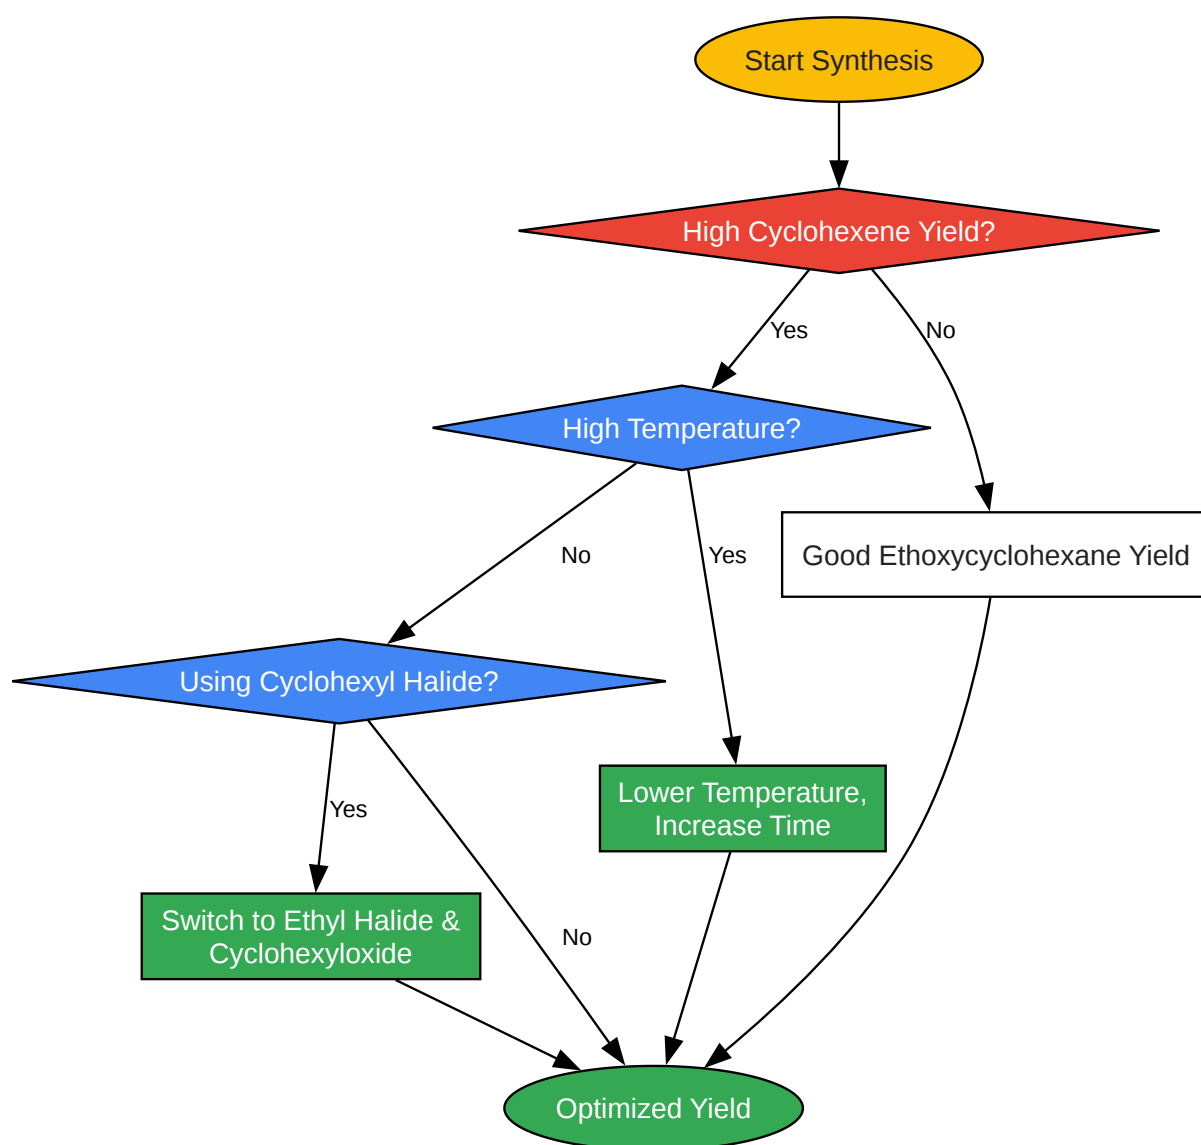 Start Synthesis
High Cyclohexene Yield?
Yes
No
High Temperature?
No
Yes
Good Ethoxycyclohexane Yield
Using Cyclohexyl Halide?
Lower Temperature,
Increase Time
Yes
Switch to Ethyl Halide &
Cyclohexyloxide
No
Optimized Yield